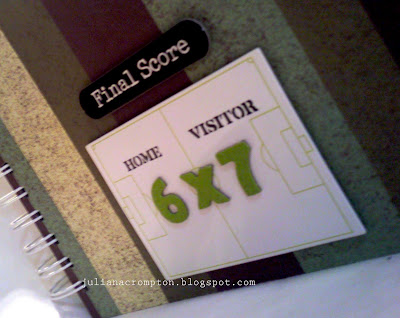 Final Score
HOME VISITOR
6x7
julianacrompton.blogspot.com